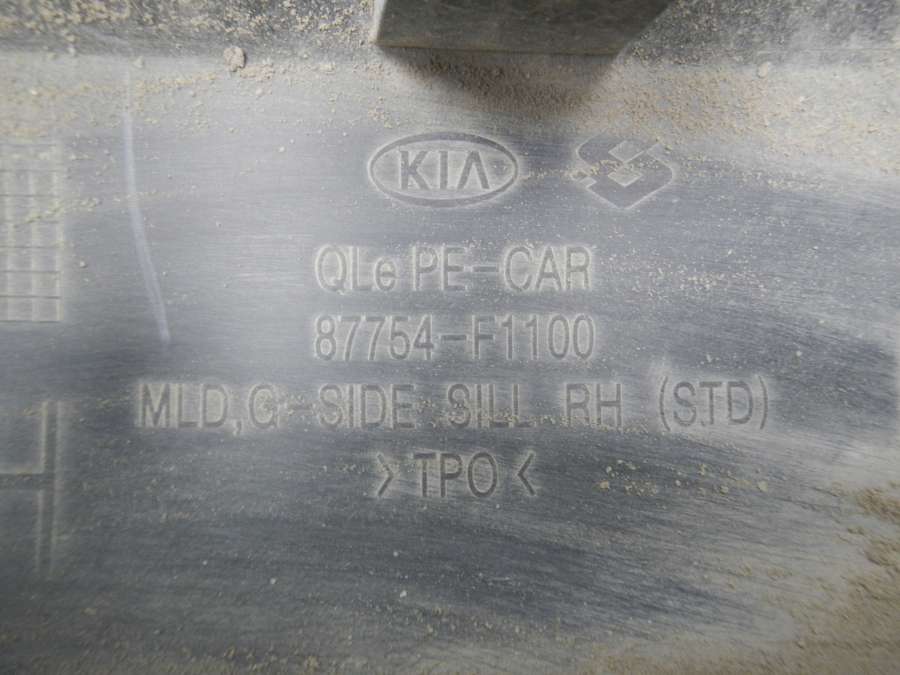 KIA
QLe PE-CAR
87754-F1100
MLD,G-SIDE SILL RH (STD)
>TPO<